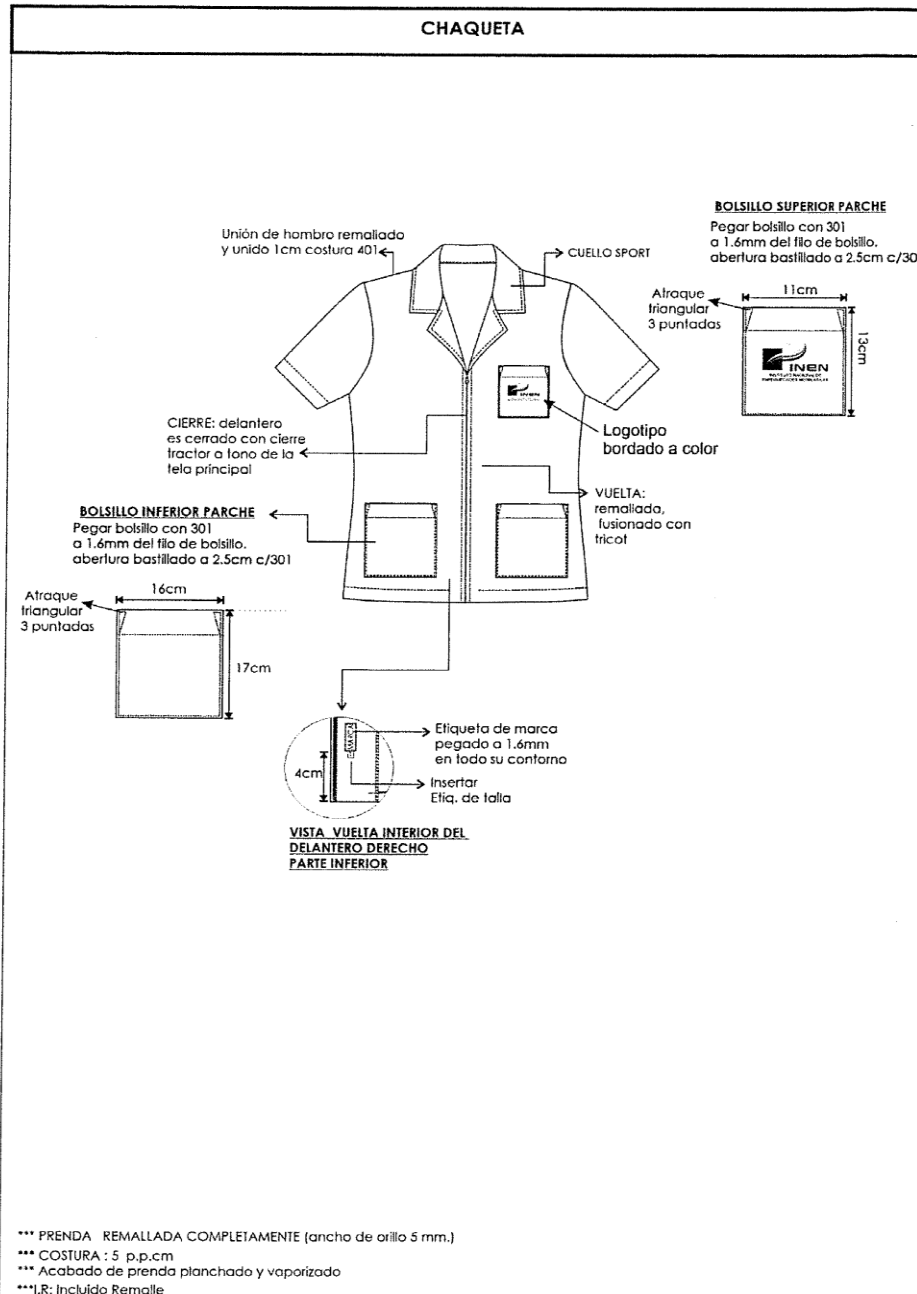 CHAQUETA
BOLSILLO SUPERIOR PARCHE
Pegar bolsillo con 301
a 1.6mm del filo de bolsillo.
abertura bastillado a 2.5cm c/30
Unión de hombro remallado
y unido 1cm costura 401
CUELLO SPORT
Atraque
triangular
3 puntadas
11cm
13cm
INEN
INEN
Logotipo
bordado a color
CIERRE: delantero
es cerrado con cierre
tractor a tono de la
tela principal
VUELTA:
remallada,
fusionado con
tricot
BOLSILLO INFERIOR PARCHE
Pegar bolsillo con 301
a 1.6mm del filo de bolsillo.
abertura bastillado a 2.5cm c/301
Atraque
triangular
3 puntadas
16cm
17cm
MARCA
4cm
Etiqueta de marca
pegado a 1.6mm
en todo su contorno
Insertar
Etiq. de talla
VISTA VUELTA INTERIOR DEL
DELANTERO DERECHO
PARTE INFERIOR
*** PRENDA REMALLADA COMPLETAMENTE (ancho de orillo 5 mm.)
*** COSTURA : 5 p.p.cm
*** Acabado de prenda planchado y vaporizado
***I.R: Incluido Remalle